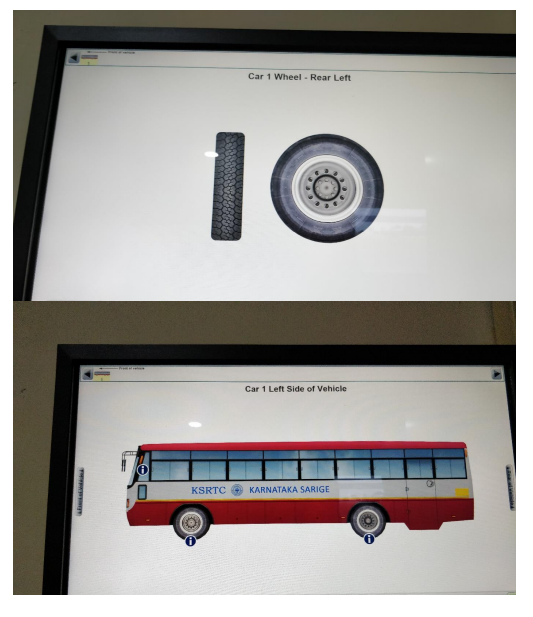 Car 1 Wheel - Rear Left
Car 1 Left Side of Vehicle
KSRTC KARNATAKA SARIGE